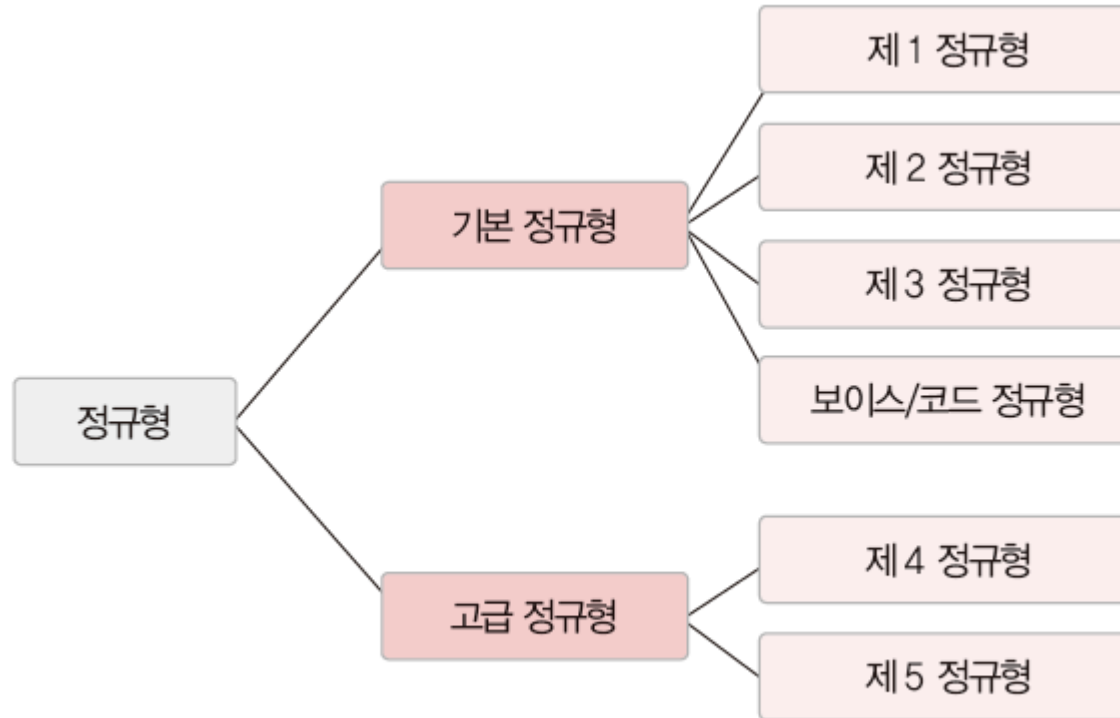 제 1 정규형
제 2 정규형
기본 정규형
제 3 정규형
보이스/코드 정규형
정규형
제 4 정규형
고급 정규형
제 5 정규형